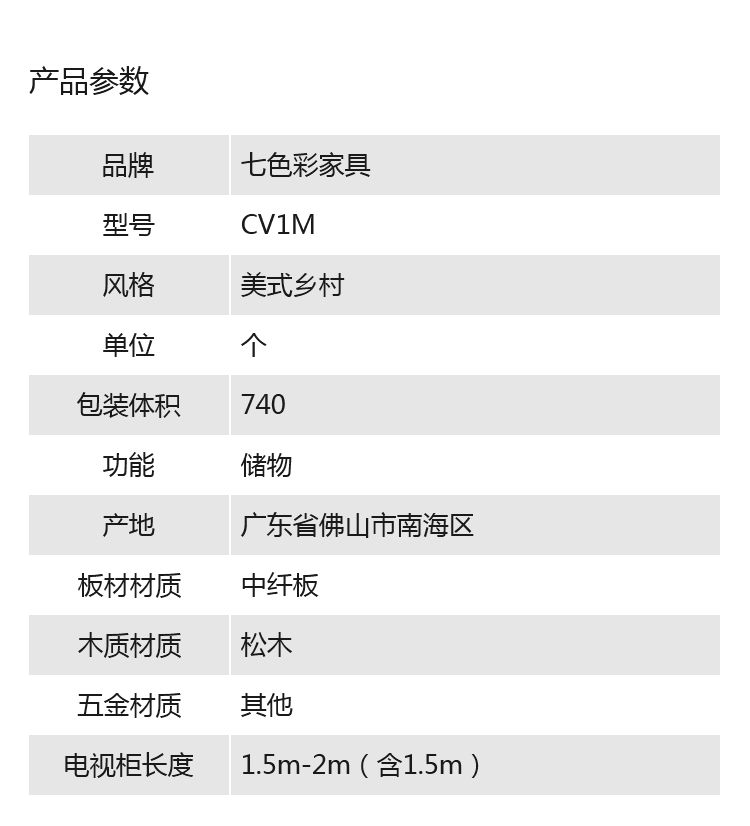 产品参数
品牌 七色彩家具
型号 CV1M
风格 美式乡村
单位 个
包装体积 740
功能 储物
产地 广东省佛山市南海区
板材材质 中纤板
木质材质 松木
五金材质 其他
电视柜长度 1.5m-2m（含1.5m）